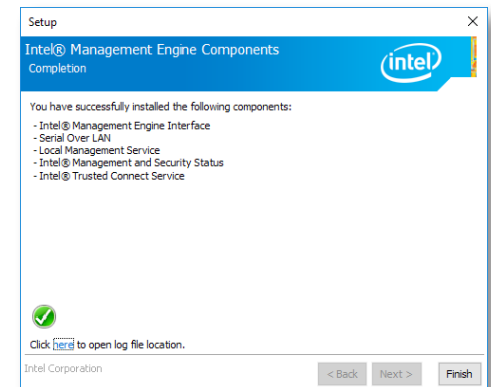 Setup
Intel® Management Engine Components
Completion
intel
You have successfully installed the following components:
- Intel® Management Engine Interface
- Serial Over LAN
- Local Management Service
- Intel® Management and Security Status
- Intel® Trusted Connect Service
Click here to open log file location.
Intel Corporation
< Back Next > Finish